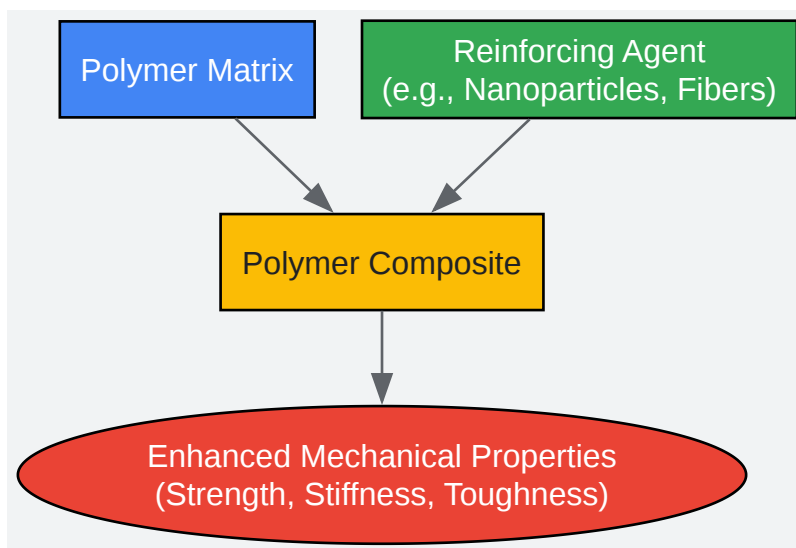 Polymer Matrix
Reinforcing Agent
(e.g., Nanoparticles, Fibers)
Polymer Composite
Enhanced Mechanical Properties
(Strength, Stiffness, Toughness)